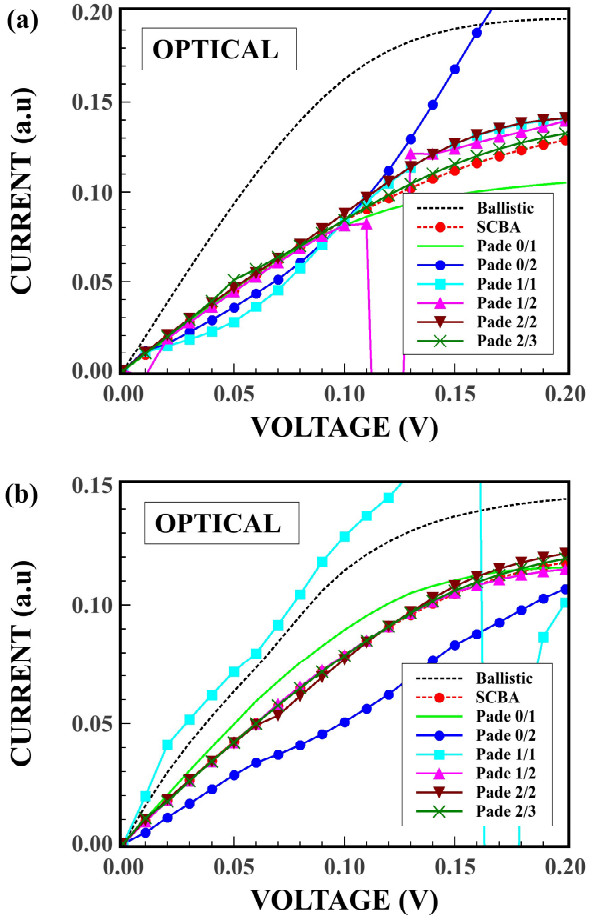 (a)
0.20
OPTICAL
0.15
0.10
0.05
0.00
CURRENT (a.u)
Ballistic
SCBA
Pade 0/1
Pade 0/2
Pade 1/1
Pade 1/2
Pade 2/2
Pade 2/3
0.00 0.05 0.10 0.15 0.20
VOLTAGE (V)
(b)
0.15
OPTICAL
0.10
0.05
0.00
CURRENT (a.u)
Ballistic
SCBA
Pade 0/1
Pade 0/2
Pade 1/1
Pade 1/2
Pade 2/2
Pade 2/3
0.00 0.05 0.10 0.15 0.20
VOLTAGE (V)